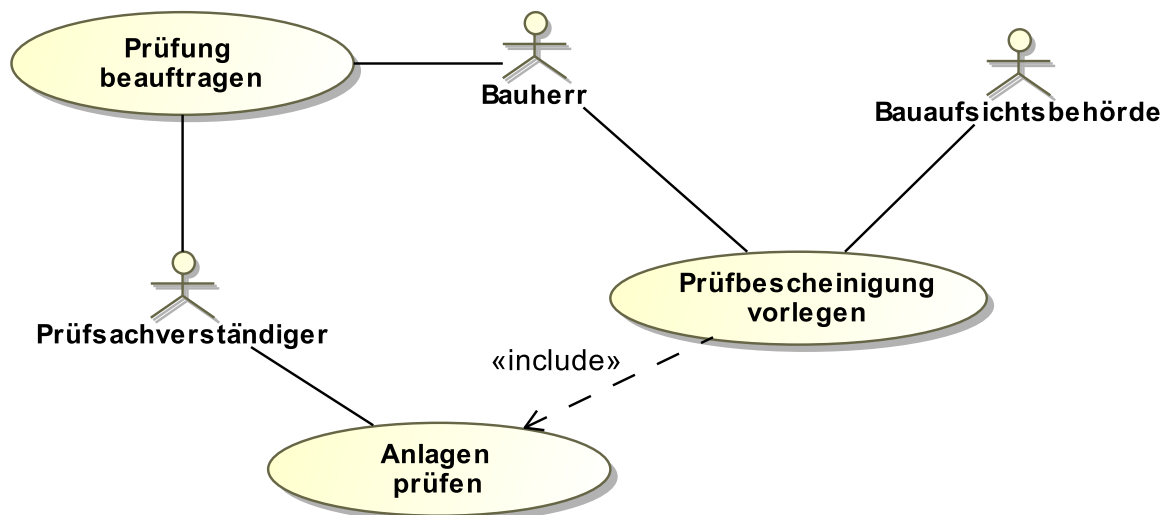 Prüfung
beauftragen
Bauherr
Bauaufsichtsbehörde
Prüfsachverständiger
Prüfbescheinigung
vorlegen
«include»
Anlagen
prüfen